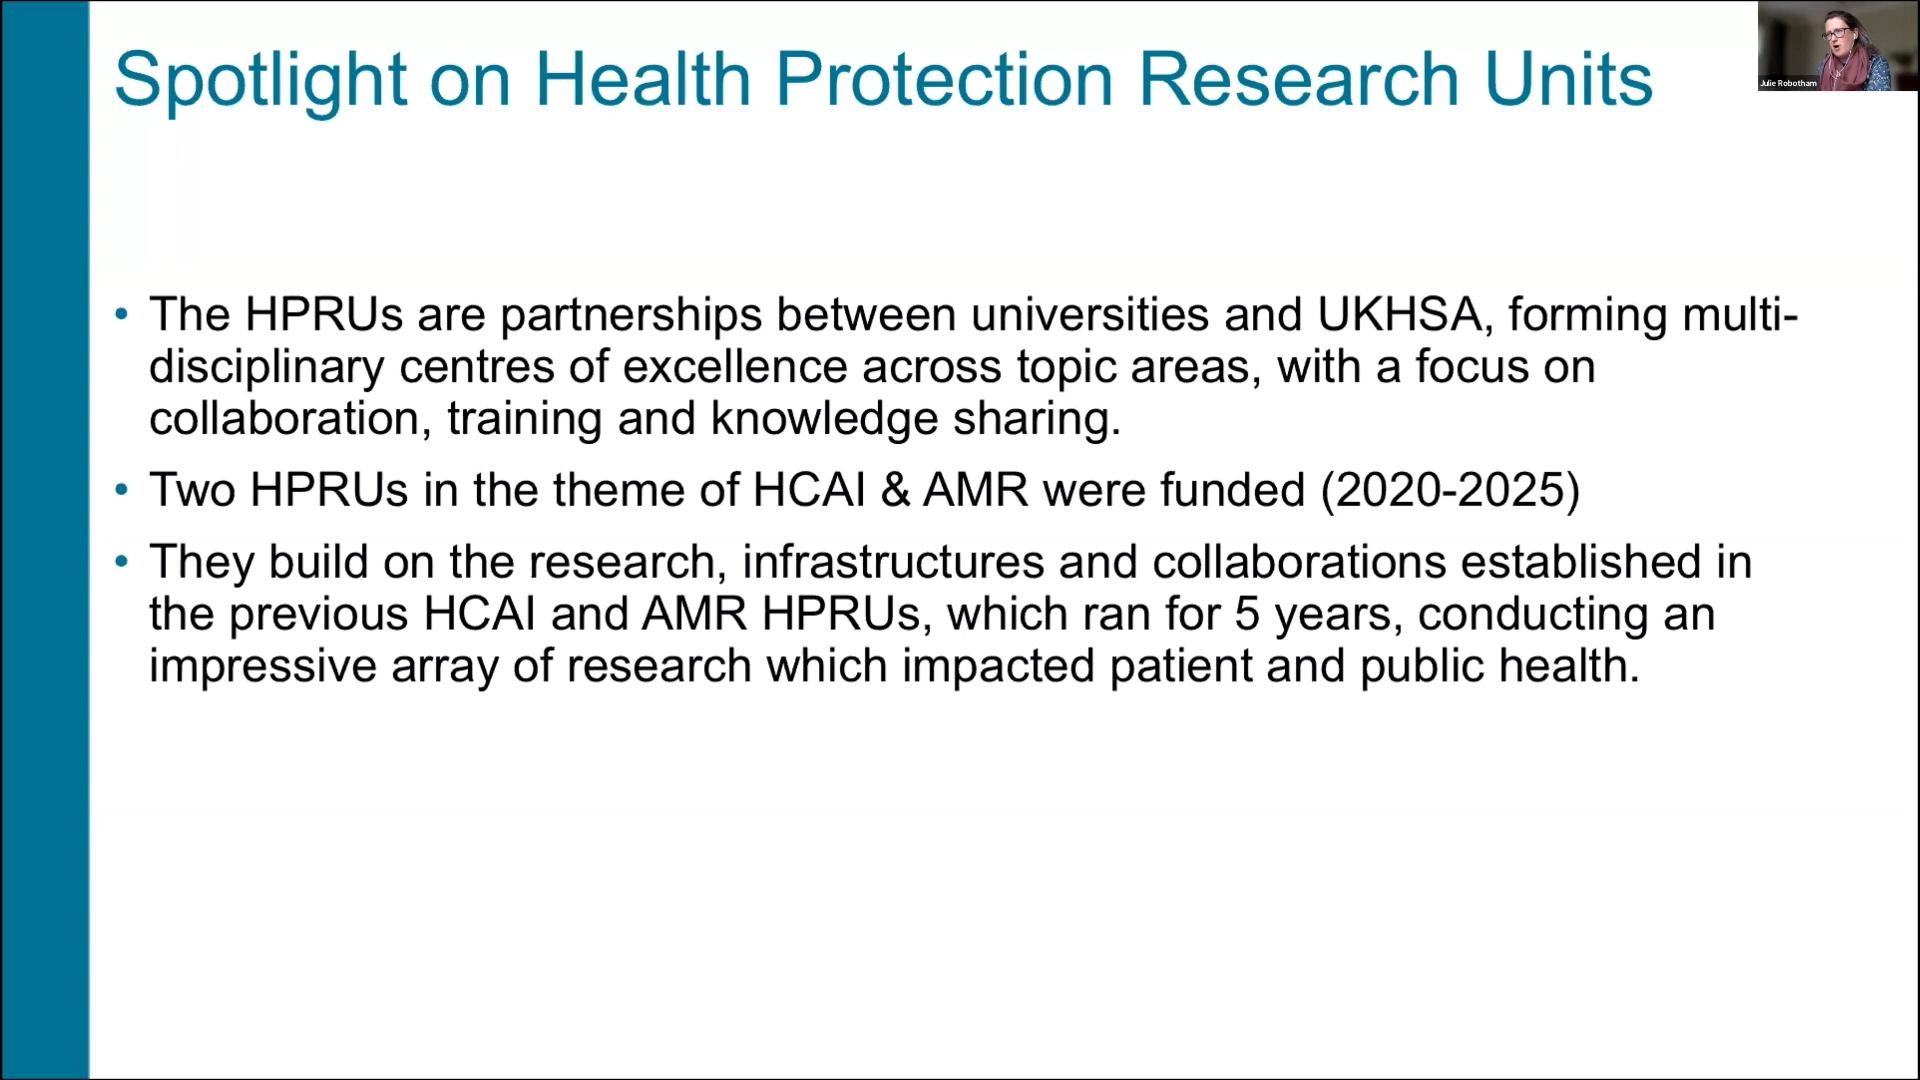 Spotlight on Health Protection Research Units
Julie Robotham
• The HPRUs are partnerships between universities and UKHSA, forming multi-
disciplinary centres of excellence across topic areas, with a focus on
collaboration, training and knowledge sharing.
• Two HPRUs in the theme of HCAI & AMR were funded (2020-2025)
• They build on the research, infrastructures and collaborations established in
the previous HCAI and AMR HPRUs, which ran for 5 years, conducting an
impressive array of research which impacted patient and public health.